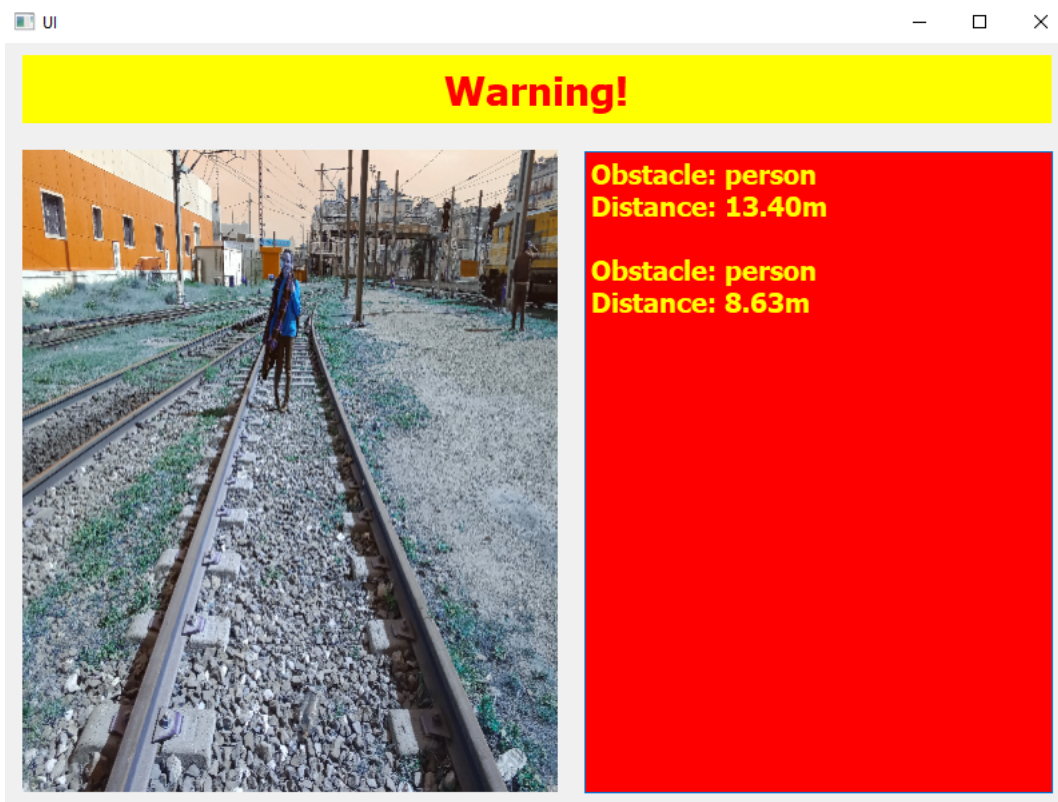 UI
Warning!
Obstacle: person
Distance: 13.40m
Obstacle: person
Distance: 8.63m